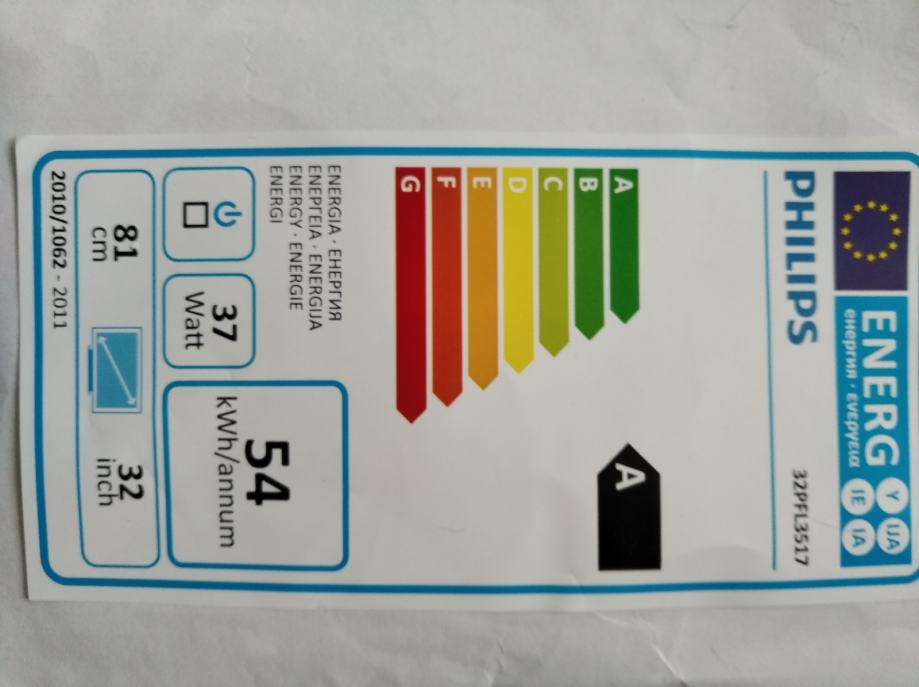 ENERG
енергия · ενεργεια
Y IJA
IE IA
PHILIPS
32PFL3517
A
B
C
D
E
F
G
A
ENERGIA · ЕНЕРГИЯ
ΕΝΕΡΓΕΙΑ · ENERGIJA
ENERGY · ENERGIE
ENERGI
37
Watt
54
kWh/annum
81
cm
32
inch
2010/1062 - 2011